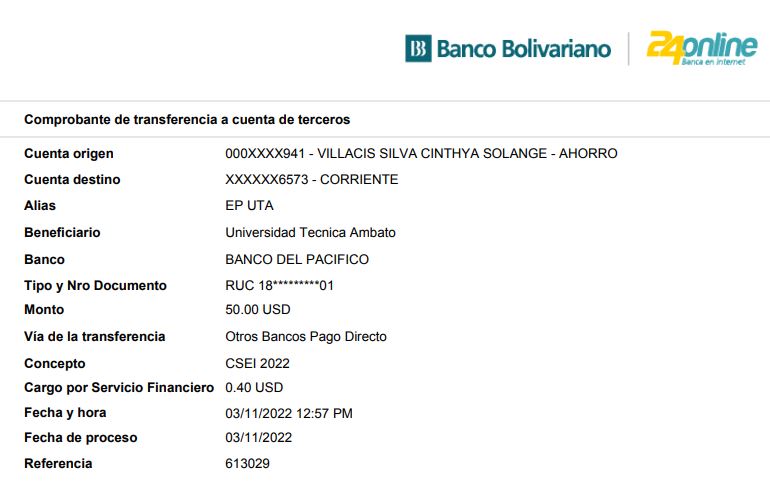 Banco Bolivariano 24online
Banca en Internet
Comprobante de transferencia a cuenta de terceros
Cuenta origen 000XXXX941 - VILLACIS SILVA CINTHYA SOLANGE - AHORRO
Cuenta destino XXXXXX6573 - CORRIENTE
Alias EP UTA
Beneficiario Universidad Tecnica Ambato
Banco BANCO DEL PACIFICO
Tipo y Nro Documento RUC 18*********01
Monto 50.00 USD
Vía de la transferencia Otros Bancos Pago Directo
Concepto CSEI 2022
Cargo por Servicio Financiero 0.40 USD
Fecha y hora 03/11/2022 12:57 PM
Fecha de proceso 03/11/2022
Referencia 613029